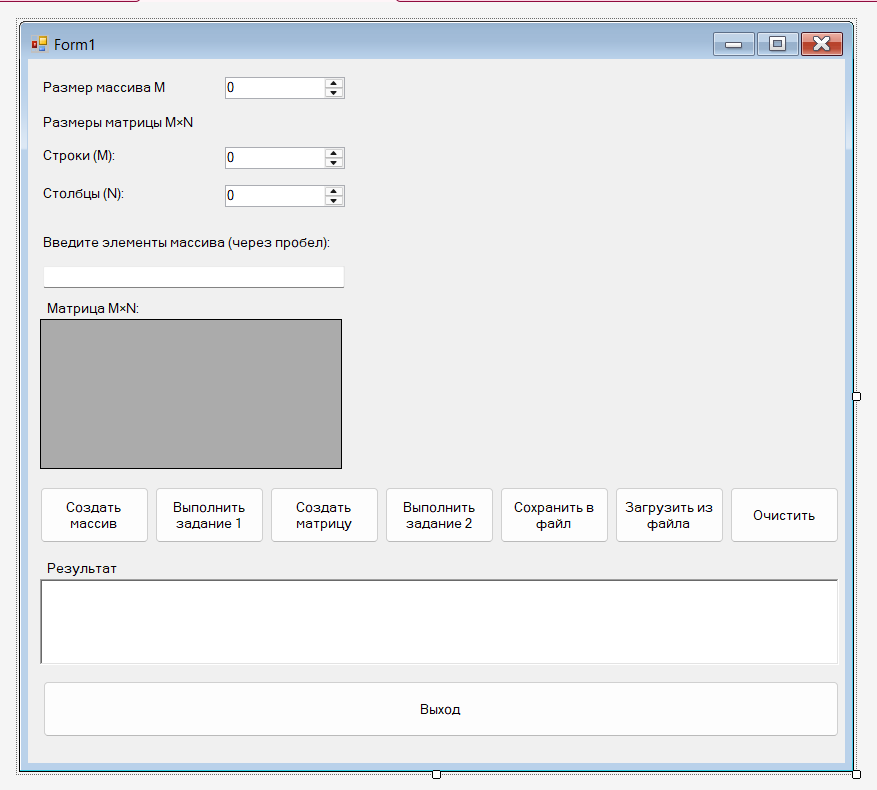 Form1
Размер массива M
0
Размеры матрицы M×N
Строки (M):
0
Столбцы (N):
0
Введите элементы массива (через пробел):
Матрица M×N:
Создать
массив
Выполнить
задание 1
Создать
матрицу
Выполнить
задание 2
Сохранить в
файл
Загрузить из
файла
Очистить
Результат
Выход